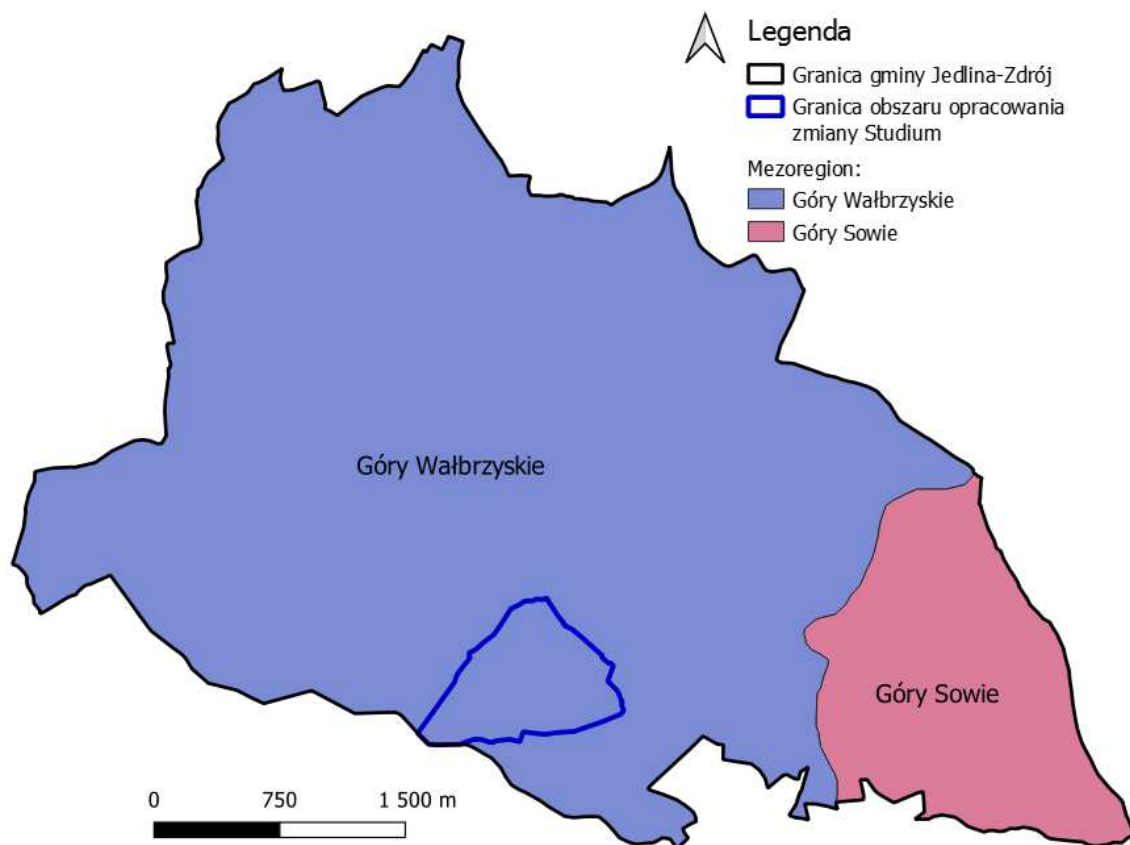 Legenda
Granica gminy Jedlina-Zdrój
Granica obszaru opracowania
zmiany Studium
Mezoregion:
Góry Wałbrzyskie
Góry Sowie
Góry Wałbrzyskie
Góry Sowie
0 750 1 500 m